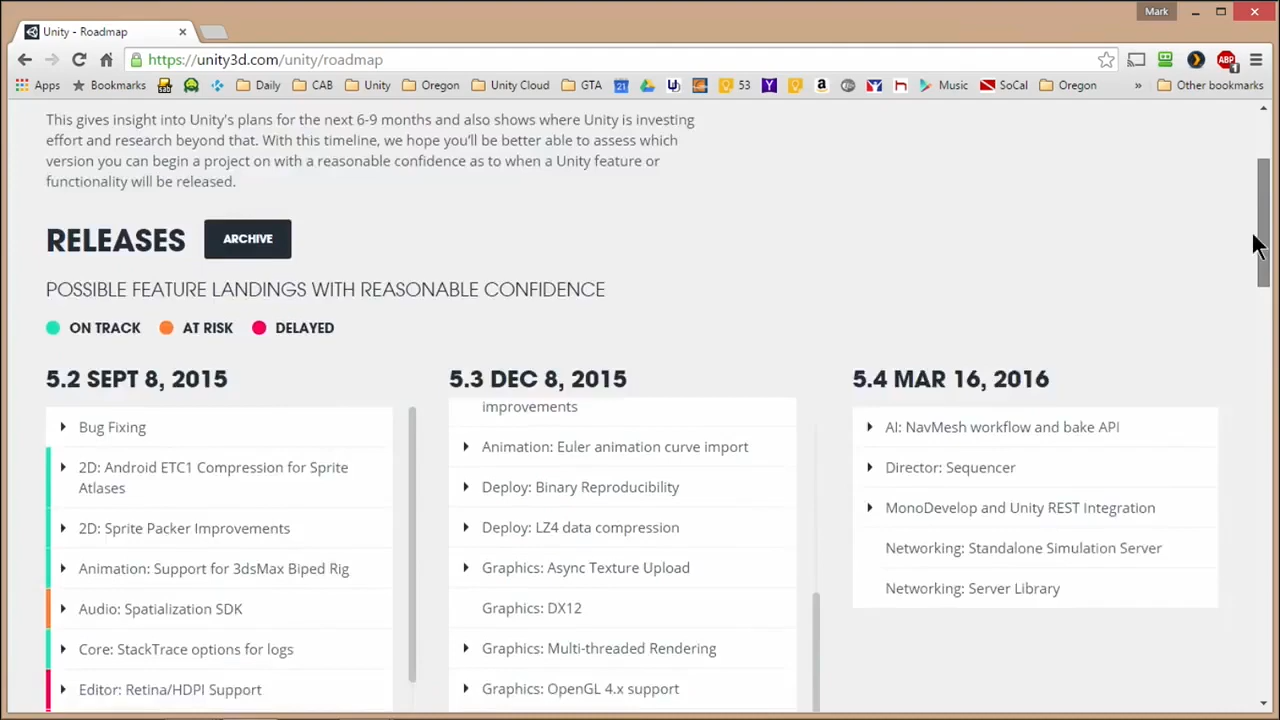 Mark
Unity - Roadmap
https://unity3d.com/unity/roadmap
ABP
1
Apps
Bookmarks
sab
Daily
CAB
Unity
Oregon
Unity Cloud
GTA
21
53
Music
SoCal
Oregon
»
Other bookmarks
This gives insight into Unity's plans for the next 6-9 months and also shows where Unity is investing
effort and research beyond that. With this timeline, we hope you'll be better able to assess which
version you can begin a project on with a reasonable confidence as to when a Unity feature or
functionality will be released.
RELEASES
ARCHIVE
POSSIBLE FEATURE LANDINGS WITH REASONABLE CONFIDENCE
ON TRACK
AT RISK
DELAYED
5.2 SEPT 8, 2015
Bug Fixing
2D: Android ETC1 Compression for Sprite
Atlases
2D: Sprite Packer Improvements
Animation: Support for 3dsMax Biped Rig
Audio: Spatialization SDK
Core: StackTrace options for logs
Editor: Retina/HDPI Support
5.3 DEC 8, 2015
improvements
Animation: Euler animation curve import
Deploy: Binary Reproducibility
Deploy: LZ4 data compression
Graphics: Async Texture Upload
Graphics: DX12
Graphics: Multi-threaded Rendering
Graphics: OpenGL 4.x support
5.4 MAR 16, 2016
AI: NavMesh workflow and bake API
Director: Sequencer
MonoDevelop and Unity REST Integration
Networking: Standalone Simulation Server
Networking: Server Library